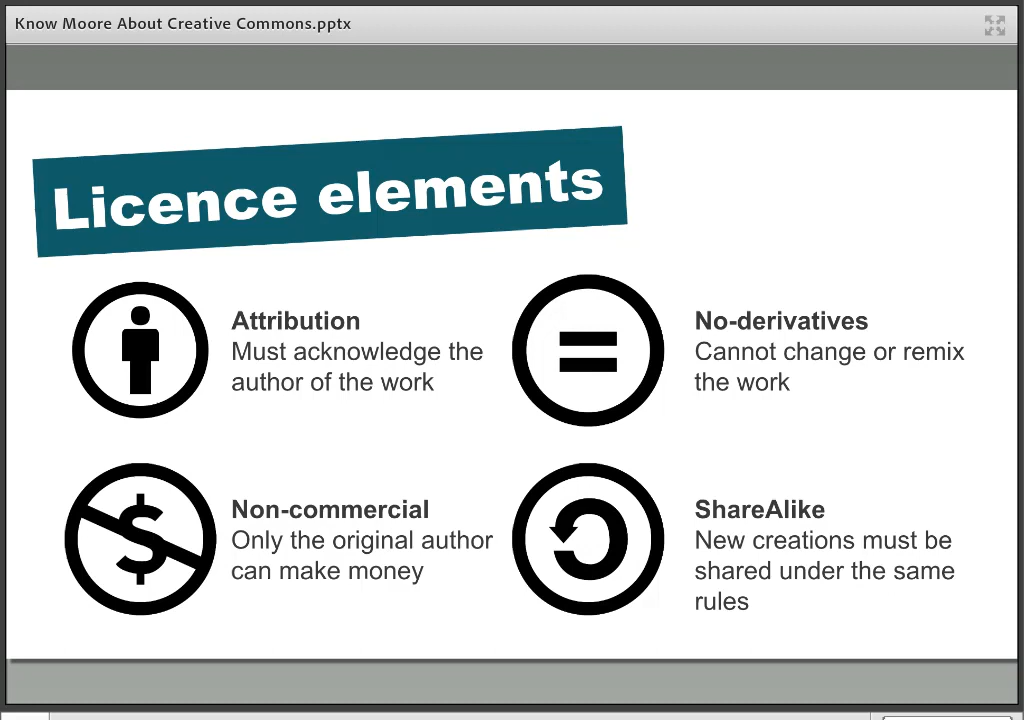 Know Moore About Creative Commons.pptx
Licence elements
Attribution
Must acknowledge the
author of the work
No-derivatives
Cannot change or remix
the work
Non-commercial
Only the original author
can make money
ShareAlike
New creations must be
shared under the same
rules